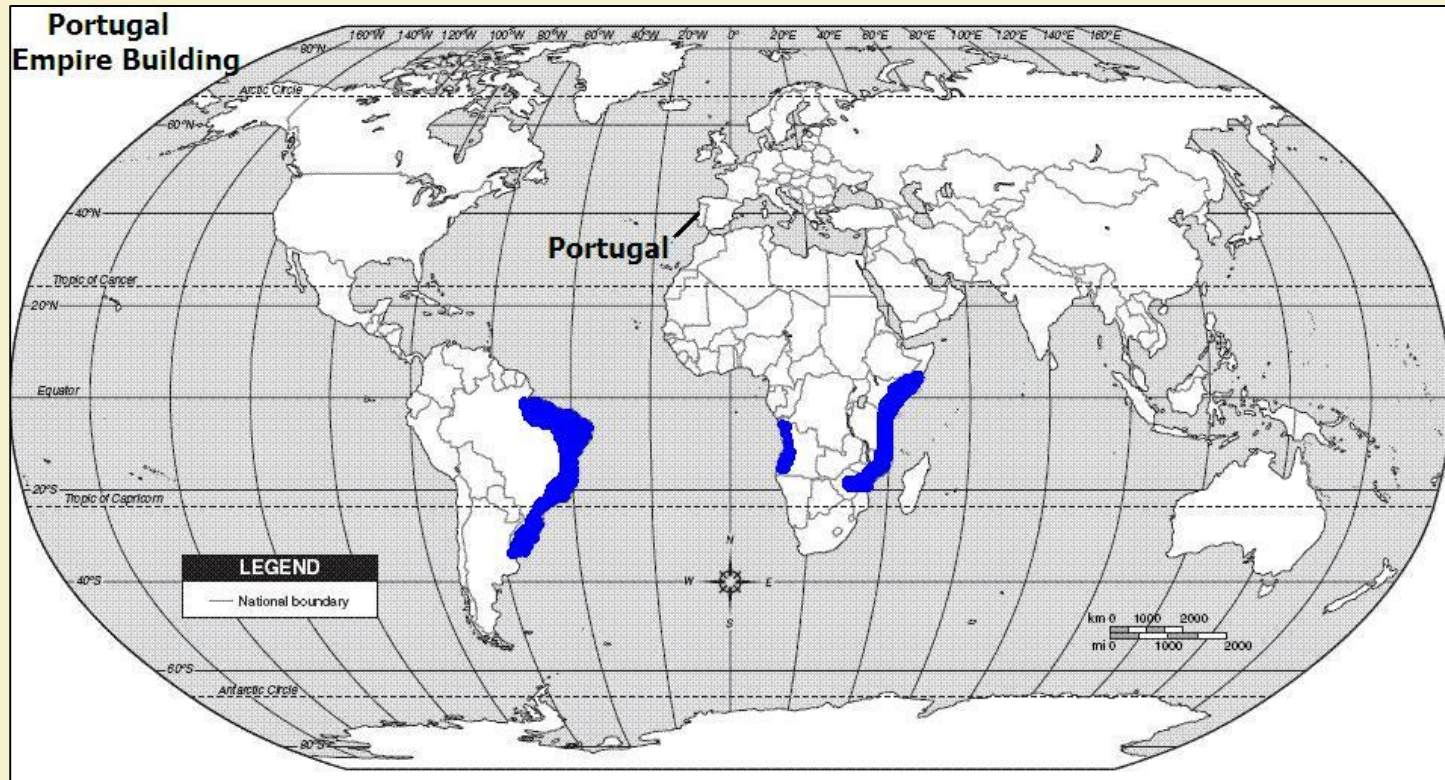 Portugal
Empire Building
160°W 140°W 120°W 100°W 80°W 60°W 40°W 20°W 0° 20°E 40°E 60°E 80°E 100°E 120°E 140°E 160°E
80°N
Arctic Circle
60°N
40°N
Portugal
Tropic of Cancer
20°N
Equator
20°S
Tropic of Capricorn
N
W E
S
LEGEND
National boundary
40°S
km 0 1000 2000
mi 0 1000 2000
60°S
Antarctic Circle
80°S